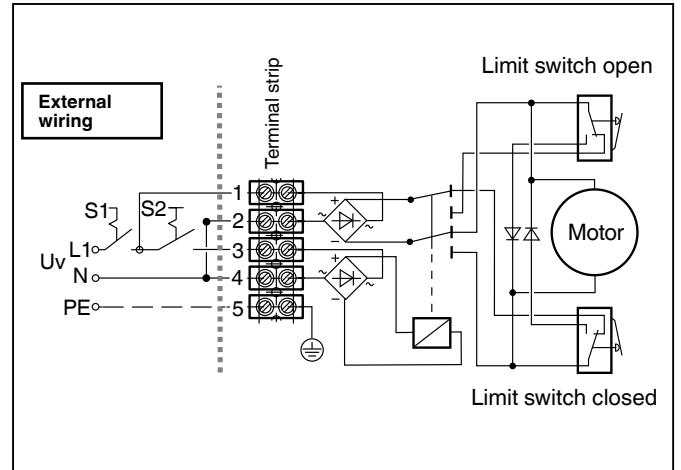 Limit switch open
External
wiring
Terminal strip
S1
S2
1
2
3
4
5
Uv
L1
N
PE
+
~
~
–
+
~
~
–
Motor
Limit switch closed